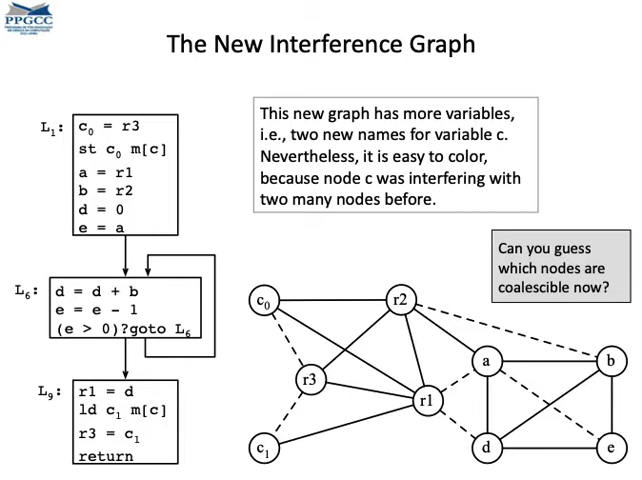 PPGCC
The New Interference Graph
L1: c0 = r3
st c0 m[c]
a = r1
b = r2
d = 0
e = a
This new graph has more variables,
i.e., two new names for variable c.
Nevertheless, it is easy to color,
because node c was interfering with
two many nodes before.
Can you guess
which nodes are
coalescible now?
L6: d = d + b
e = e - 1
(e > 0)?goto L6
L9: r1 = d
ld c1 m[c]
r3 = c1
return
c0
r2
r3
a
b
r1
c1
d
e